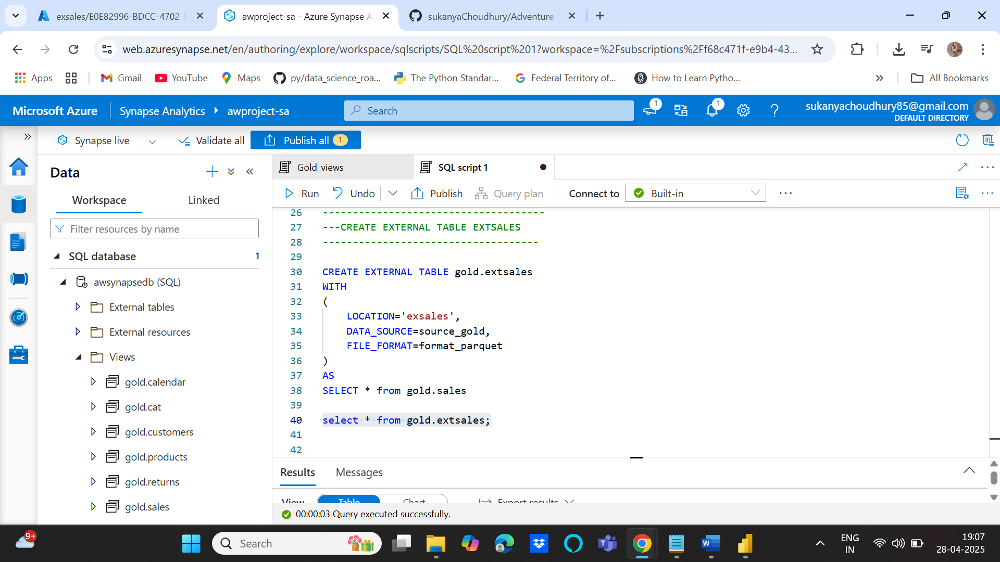 exsales/E0E82996-BDCC-4702-9
awproject-sa - Azure Synapse A
sukanyaChoudhury/Adventure-
web.azuresynapse.net/en/authoring/explore/workspace/sqlscripts/SQL%20script%201?workspace=%2Fsubscriptions%2Ff68c471f-e9b4-43...
Apps
Gmail
YouTube
Maps
py/data_science_roa...
The Python Standar...
Federal Territory of...
How to Learn Pytho...
All Bookmarks
Microsoft Azure
Synapse Analytics
awproject-sa
Search
1
1
sukanyachoudhury85@gmail.com
DEFAULT DIRECTORY
Synapse live
Validate all
Publish all 1
Data
Workspace
Linked
Filter resources by name
SQL database 1
awsynapsedb (SQL)
External tables
External resources
Views
gold.calendar
gold.cat
gold.customers
gold.products
gold.returns
gold.sales
Gold_views
SQL script 1
Run
Undo
Publish
Query plan
Connect to
Built-in
26 -------------------------------------
27 ---CREATE EXTERNAL TABLE EXTSALES
28 ------------------------------------
29
30 CREATE EXTERNAL TABLE gold.extsales
31 WITH
32 (
33 LOCATION='exsales',
34 DATA_SOURCE=source_gold,
35 FILE_FORMAT=format_parquet
36 )
37 AS
38 SELECT * from gold.sales
39
40 select * from gold.extsales;
41
42
Results
Messages
View
Table
Chart
Export results
00:00:03 Query executed successfully.
9+
Search
ENG
IN
19:07
28-04-2025